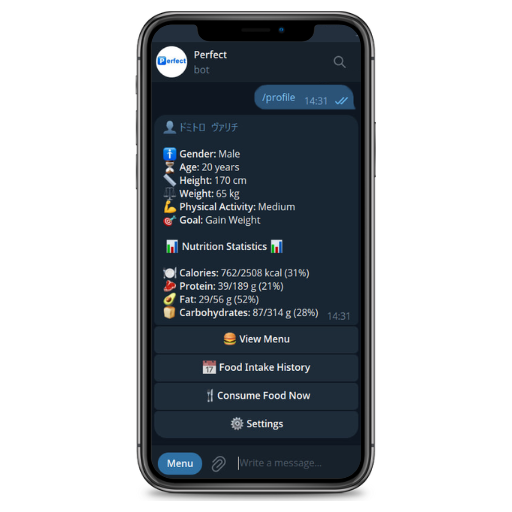 Perfect
Perfect
bot
/profile 14:31
ドミトロ ヴァリチ
Gender: Male
Age: 20 years
Height: 170 cm
Weight: 65 kg
Physical Activity: Medium
Goal: Gain Weight
Nutrition Statistics
Calories: 762/2508 kcal (31%)
Protein: 39/189 g (21%)
Fat: 29/56 g (52%)
Carbohydrates: 87/314 g (28%) 14:31
View Menu
Food Intake History
Consume Food Now
Settings
Menu
Write a message...